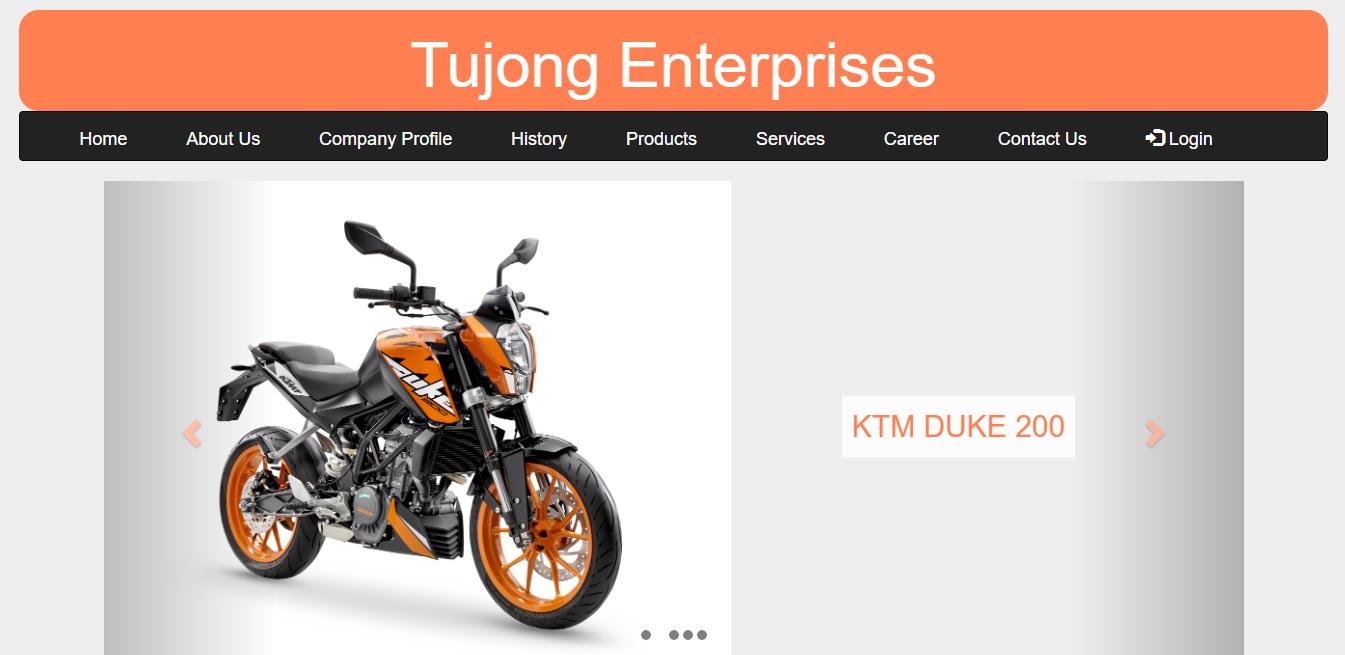 Tujong Enterprises
Home About Us Company Profile History Products Services Career Contact Us Login
KTM DUKE 200
Duke